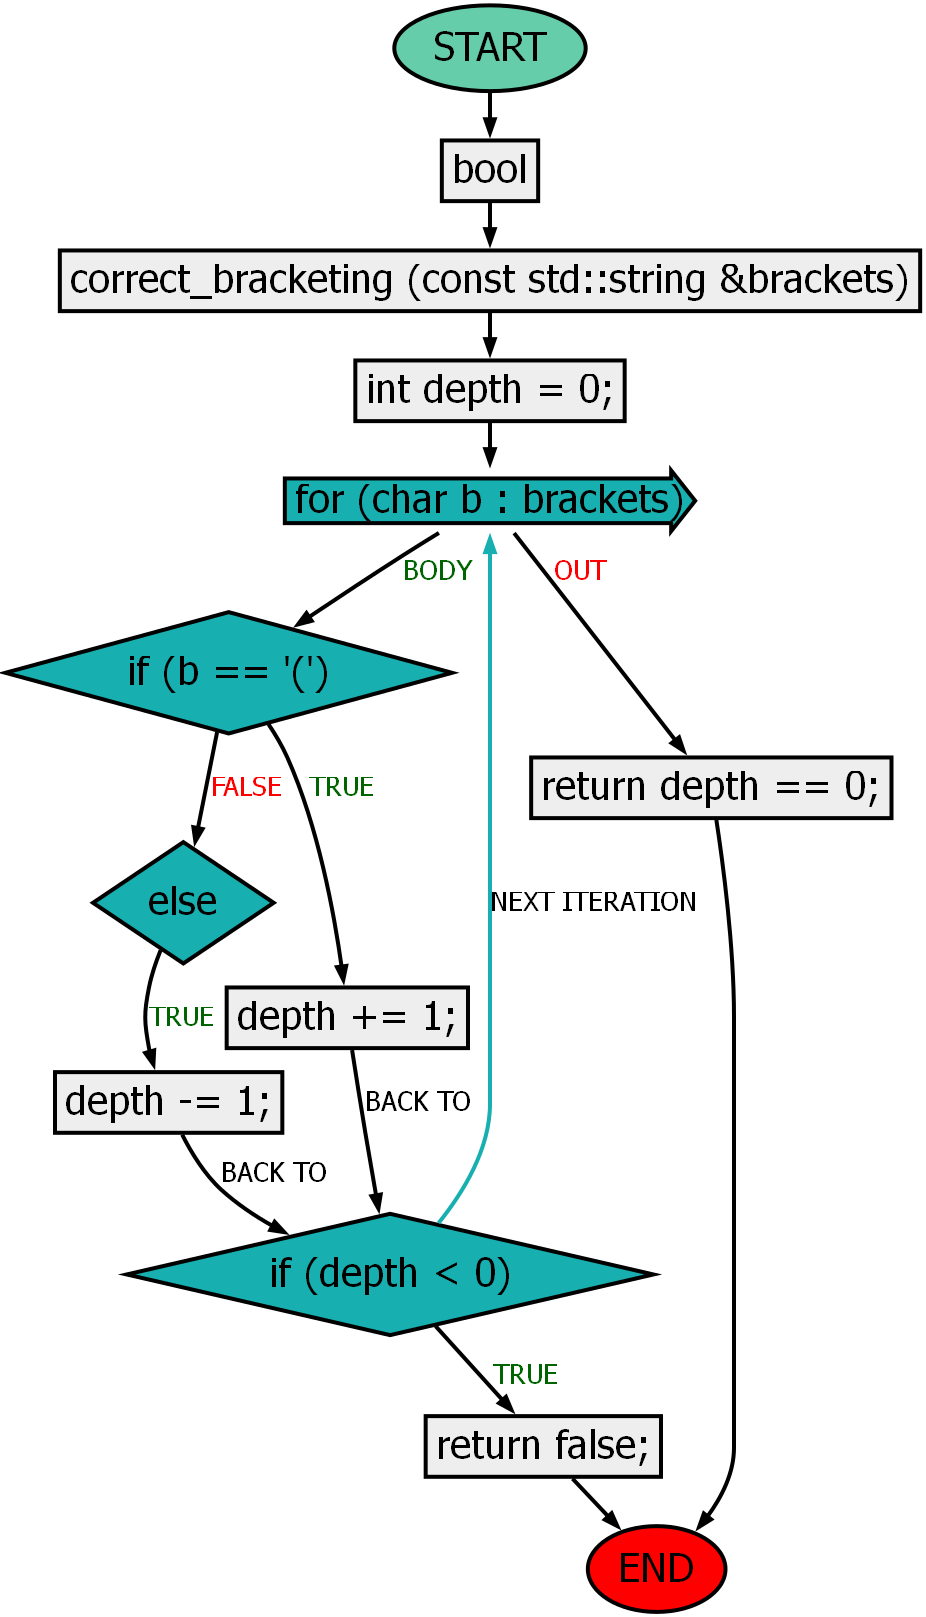 START
bool
correct_bracketing (const std::string &brackets)
int depth = 0;
for (char b : brackets)
BODY
OUT
if (b == '(')
FALSE
TRUE
return depth == 0;
else
NEXT ITERATION
TRUE
depth += 1;
depth -= 1;
BACK TO
BACK TO
if (depth < 0)
TRUE
return false;
END